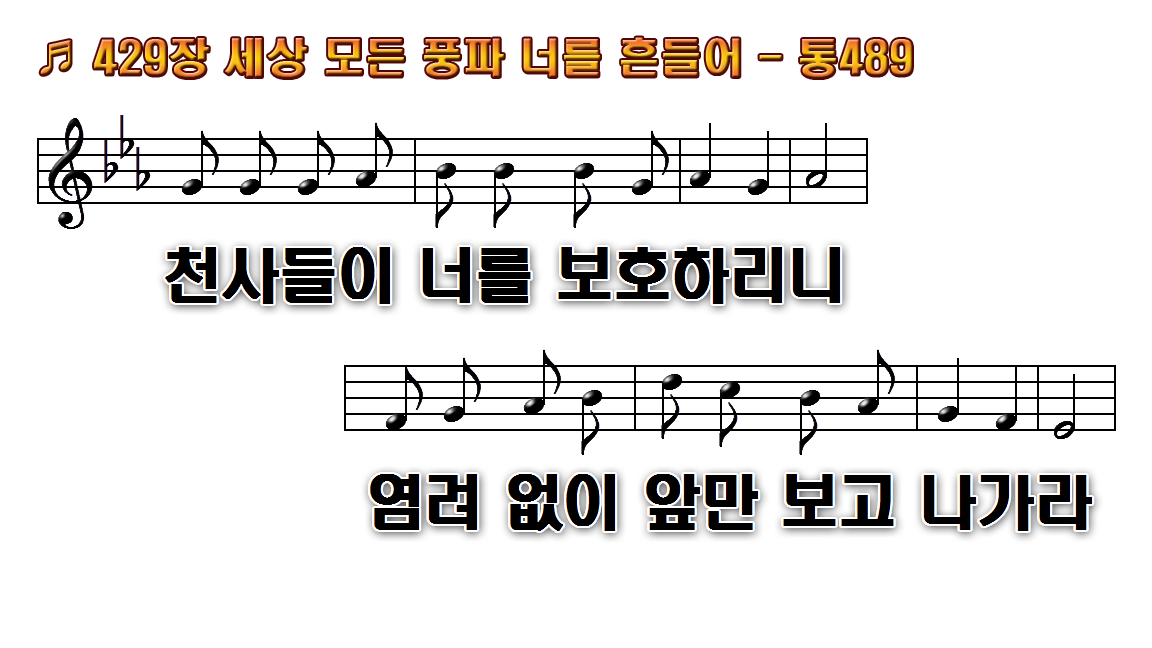 ♬ 429장 세상 모든 풍파 너를 흔들어 - 통489
천사들이 너를 보호하리니
염려 없이 앞만 보고 나가라